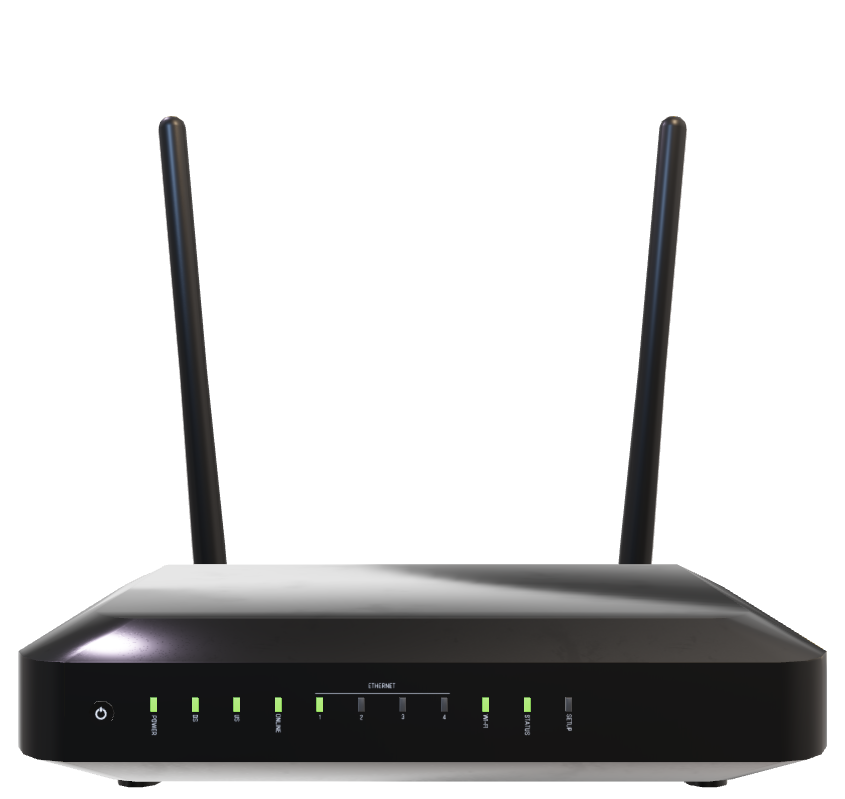 ETHERNET
POWER
DS
US
ONLINE
1
2
3
4
WI-FI
STATUS
SETUP